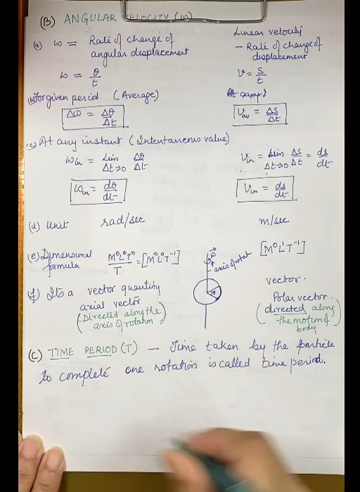 (B) ANGULAR VELOCITY (ω)
Linear velocity
(a) ω = Rate of change of angular displacement
– Rate of change of displacement
ω = θ/t
v = s/t
(b) For given period (Average)
Δω = Δθ/Δt
Vav = Δs/Δt
(c) At any instant (Instentaneous value)
ωin = Lim Δt→0 Δθ/Δt
Vin = Lim Δt→0 Δs/Δt = ds/dt
ωin = dθ/dt
Vin = ds/dt
(d) Unit rad/sec m/sec
(e) Dimensional formula M⁰L⁰T⁰/T = [M⁰L⁰T⁻¹]
axis of rotatn
[M⁰L¹T⁻¹]
(f) Its a vector quantity
axial vector
(Directed along the axis of rotation)
vector.
Polar vector.
(directed along the motion of body)
(C) TIME PERIOD (T) – Time taken by the particle
to complete one rotation is called time period.